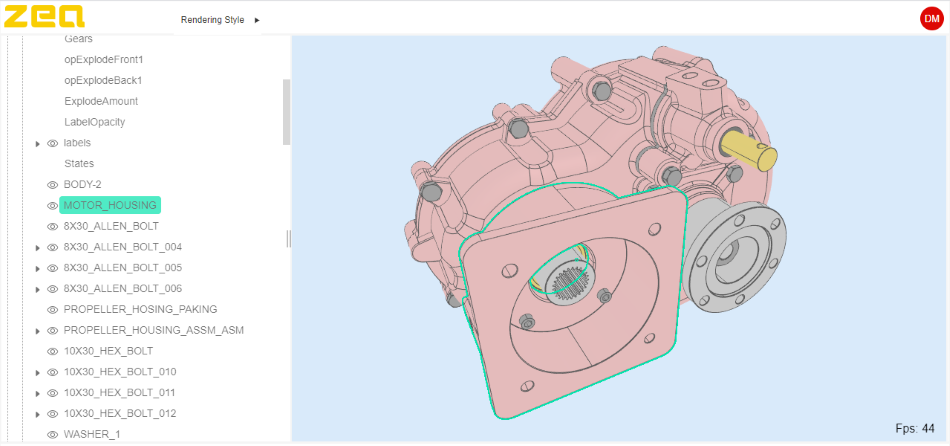 zea
Rendering Style
DM
Gears
opExplodeFront1
opExplodeBack1
ExplodeAmount
LabelOpacity
labels
States
BODY-2
MOTOR_HOUSING
8X30_ALLEN_BOLT
8X30_ALLEN_BOLT_004
8X30_ALLEN_BOLT_005
8X30_ALLEN_BOLT_006
PROPELLER_HOSING_PAKING
PROPELLER_HOUSING_ASSM_ASM
10X30_HEX_BOLT
10X30_HEX_BOLT_010
10X30_HEX_BOLT_011
10X30_HEX_BOLT_012
WASHER_1
Fps: 44